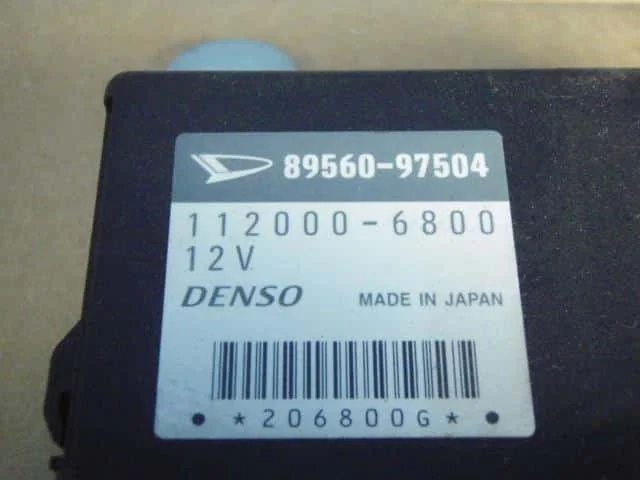 89560-97504
112000-6800
12V
DENSO MADE IN JAPAN
*206800G*